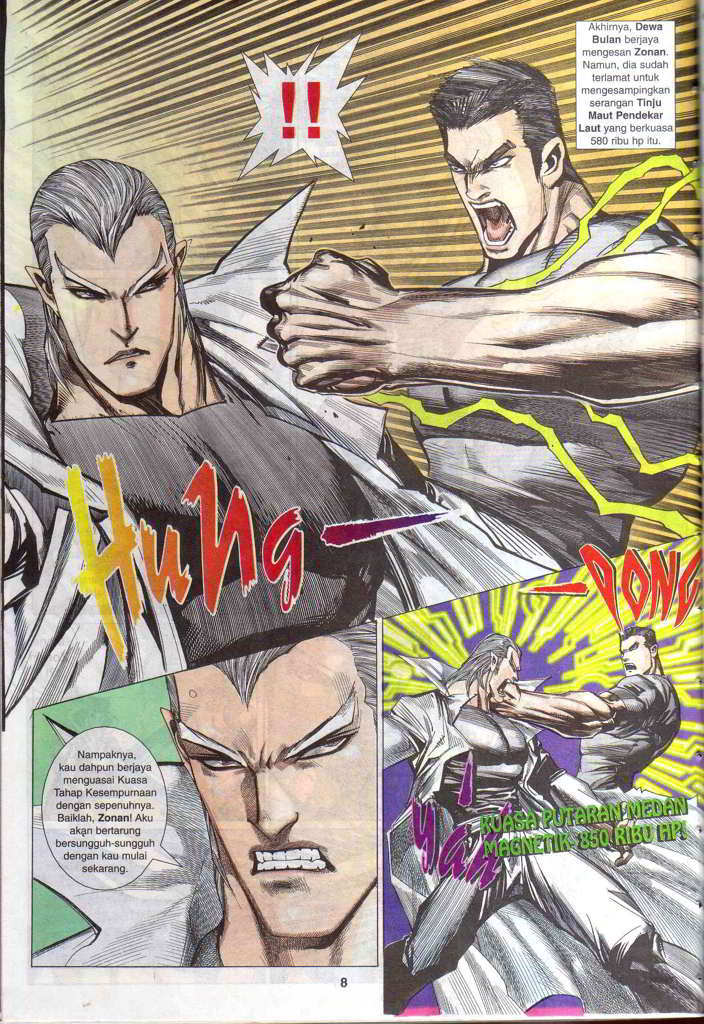 Akhirnya, Dewa
Bulan berjaya
mengesan Zonan.
Namun, dia sudah
terlamat untuk
mengesampingkan
serangan Tinju
Maut Pendekar
Laut yang berkuasa
580 ribu hp itu.
!!
HuNg
PONG
Nampaknya,
kau dahpun berjaya
menguasai Kuasa
Tahap Kesempurnaan
dengan sepenuhnya.
Baiklah, Zonan! Aku
akan bertarung
bersungguh-sungguh
dengan kau mulai
sekarang.
KUASA PUTARAN MEDAN
MAGNETIK 850 RIBU HP!
8